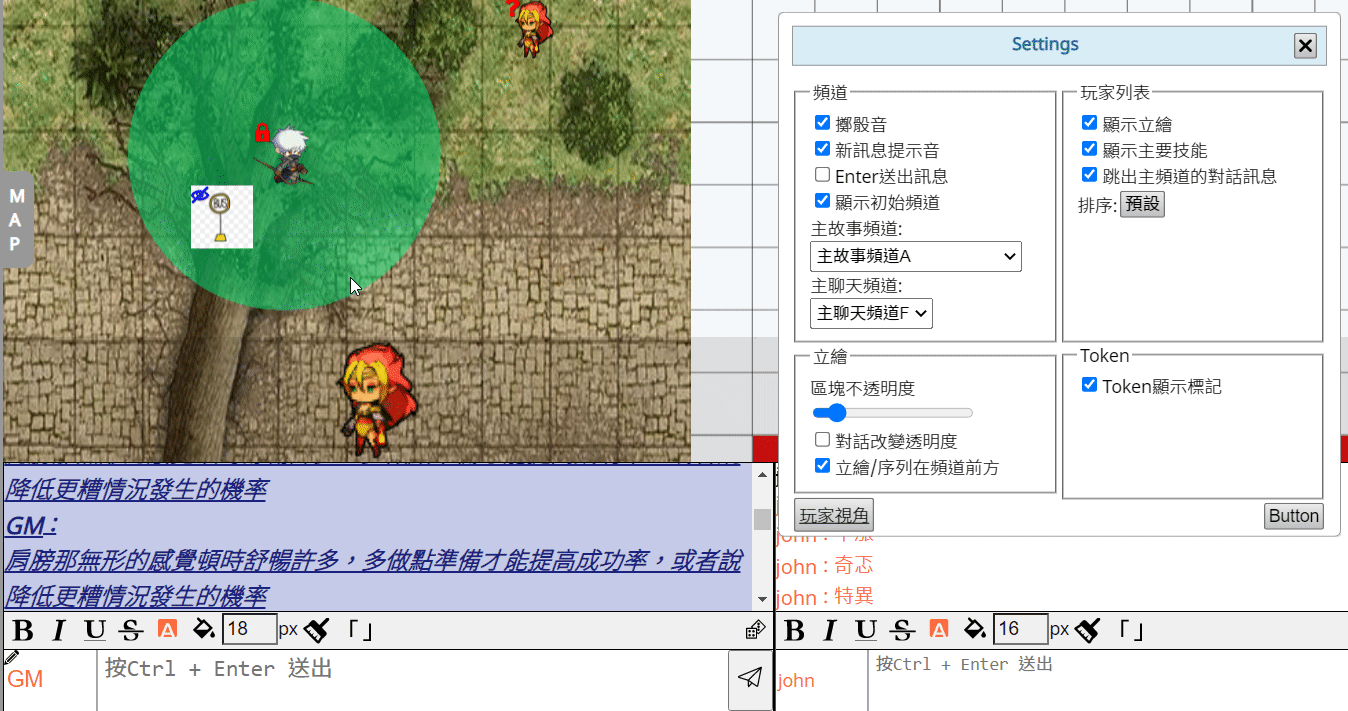 ?
BUS
M
A
P
Settings
頻道
擲骰音
新訊息提示音
Enter送出訊息
顯示初始頻道
主故事頻道:
主故事頻道A
主聊天頻道:
主聊天頻道F
玩家列表
顯示立繪
顯示主要技能
跳出主頻道的對話訊息
排序: 預設
立繪
區塊不透明度
對話改變透明度
立繪/序列在頻道前方
Token
Token顯示標記
玩家視角
Button
降低更糟情況發生的機率
GM：
肩膀那無形的感覺頓時舒暢許多，多做點準備才能提高成功率，或者說
降低更糟情況發生的機率
john：奇忑
john：特異
B I U S A 18 px 「」
B I U S A 16 px 「」
GM
按Ctrl + Enter 送出
john
按Ctrl + Enter 送出